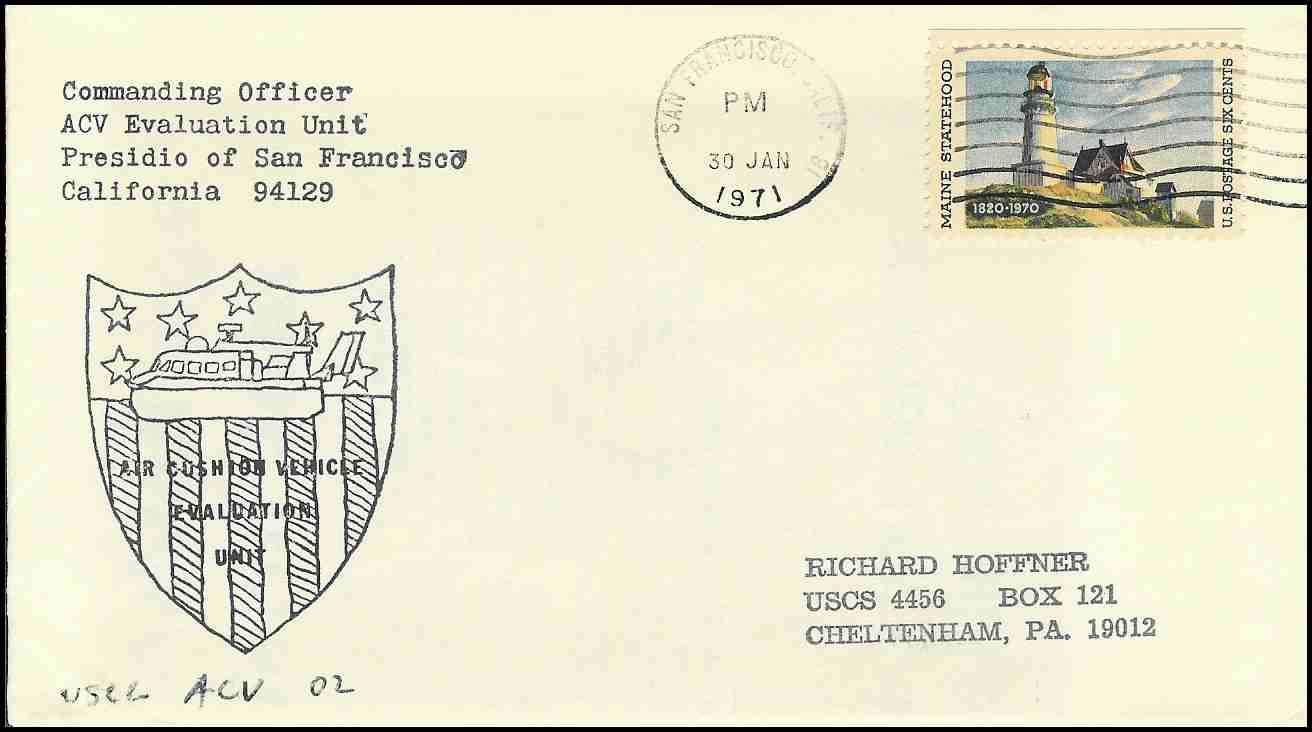 Commanding Officer
ACV Evaluation Unit
Presidio of San Francisco
California 94129
SAN FRANCISCO CALIF.
PM
30 JAN
1971
MAINE STATEHOOD
1820·1970
U.S. POSTAGE SIX CENTS
AIR CUSHION VEHICLE
EVALUATION
UNIT
RICHARD HOFFNER
USCS 4456 BOX 121
CHELTENHAM, PA. 19012
ACV 02